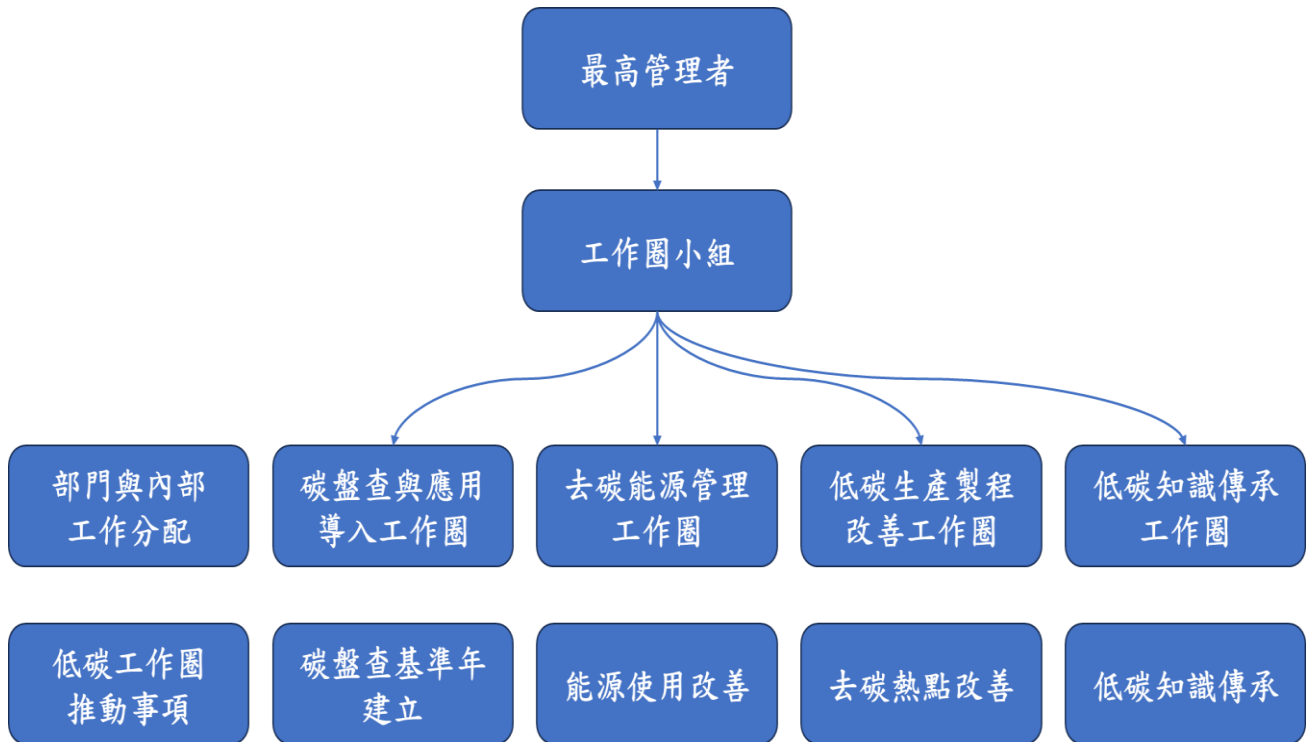 最高管理者
工作圈小組
部門與內部
工作分配
碳盤查與應用
導入工作圈
去碳能源管理
工作圈
低碳生產製程
改善工作圈
低碳知識傳承
工作圈
低碳工作圈
推動事項
碳盤查基準年
建立
能源使用改善
去碳熱點改善
低碳知識傳承